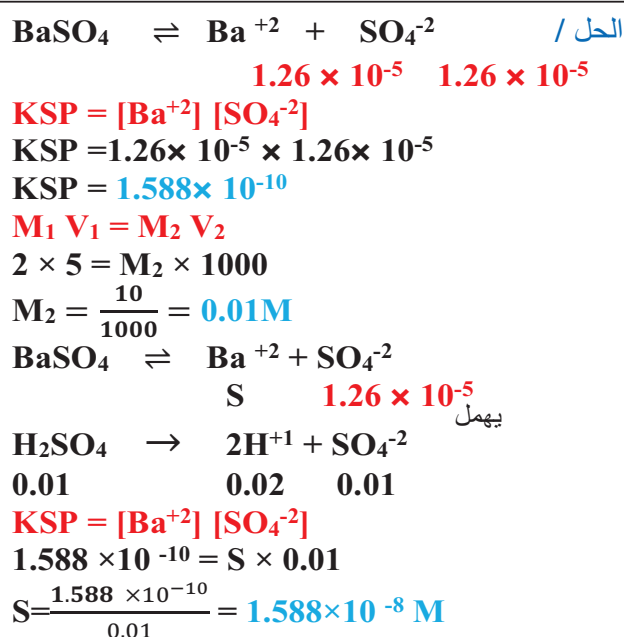 الحل / BaSO₄ ⇌ Ba⁺² + SO₄⁻²
1.26 × 10⁻⁵ 1.26 × 10⁻⁵
KSP = [Ba⁺²] [SO₄⁻²]
KSP =1.26× 10⁻⁵ × 1.26× 10⁻⁵
KSP = 1.588× 10⁻¹⁰
M₁ V₁ = M₂ V₂
2 × 5 = M₂ × 1000
M₂ = 10/1000 = 0.01M
BaSO₄ ⇌ Ba⁺² + SO₄⁻²
S 1.26 × 10⁻⁵
يهمل
H₂SO₄ → 2H⁺¹ + SO₄⁻²
0.01 0.02 0.01
KSP = [Ba⁺²] [SO₄⁻²]
1.588 ×10⁻¹⁰ = S × 0.01
S= 1.588 ×10⁻¹⁰/0.01 = 1.588×10⁻⁸ M